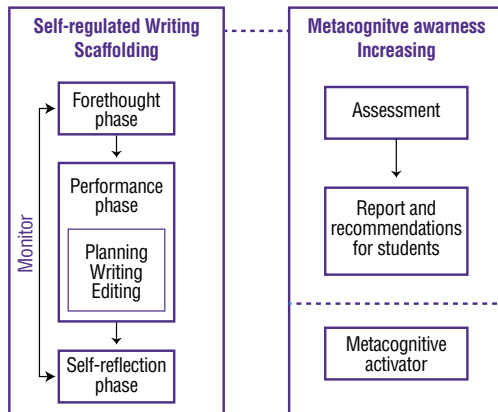 Self-regulated Writing
Scaffolding
Forethought
phase
Performance
phase
Planning
Writing
Editing
Self-reflection
phase
Monitor
Metacognitve awarness
Increasing
Assessment
Report and
recommendations
for students
Metacognitive
activator